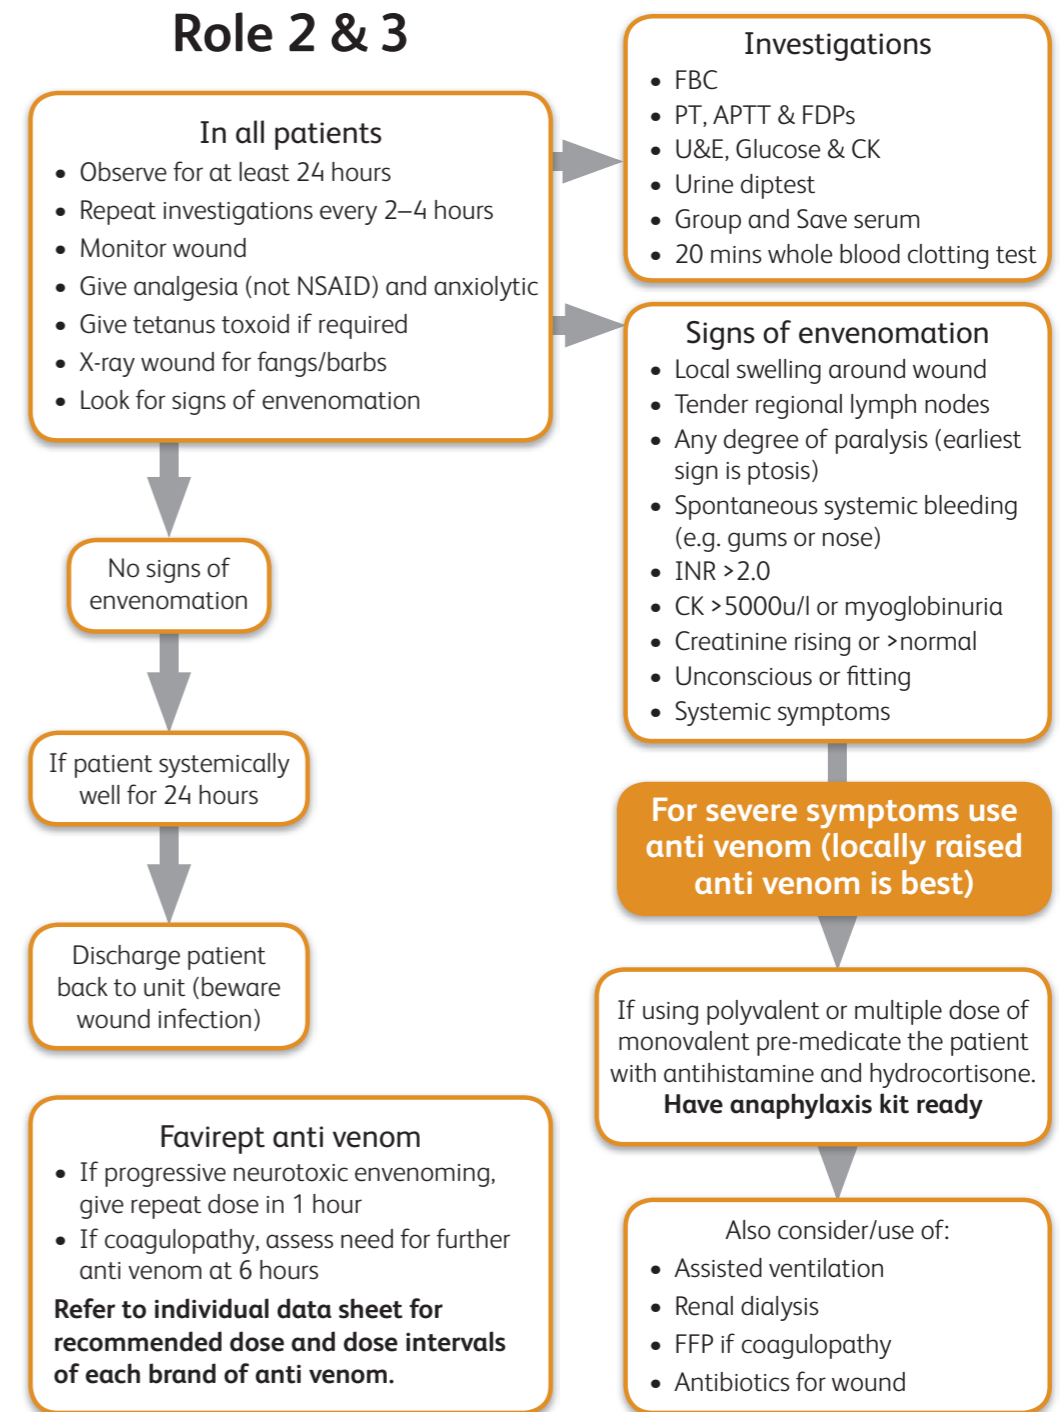 Role 2 & 3
In all patients
• Observe for at least 24 hours
• Repeat investigations every 2–4 hours
• Monitor wound
• Give analgesia (not NSAID) and anxiolytic
• Give tetanus toxoid if required
• X-ray wound for fangs/barbs
• Look for signs of envenomation
Investigations
• FBC
• PT, APTT & FDPs
• U&E, Glucose & CK
• Urine diptest
• Group and Save serum
• 20 mins whole blood clotting test
Signs of envenomation
• Local swelling around wound
• Tender regional lymph nodes
• Any degree of paralysis (earliest
sign is ptosis)
• Spontaneous systemic bleeding
(e.g. gums or nose)
• INR >2.0
• CK >5000u/l or myoglobinuria
• Creatinine rising or >normal
• Unconscious or fitting
• Systemic symptoms
No signs of
envenomation
If patient systemically
well for 24 hours
Discharge patient
back to unit (beware
wound infection)
For severe symptoms use
anti venom (locally raised
anti venom is best)
If using polyvalent or multiple dose of
monovalent pre-medicate the patient
with antihistamine and hydrocortisone.
Have anaphylaxis kit ready
Favirept anti venom
• If progressive neurotoxic envenoming,
give repeat dose in 1 hour
• If coagulopathy, assess need for further
anti venom at 6 hours
Refer to individual data sheet for
recommended dose and dose intervals
of each brand of anti venom.
Also consider/use of:
• Assisted ventilation
• Renal dialysis
• FFP if coagulopathy
• Antibiotics for wound